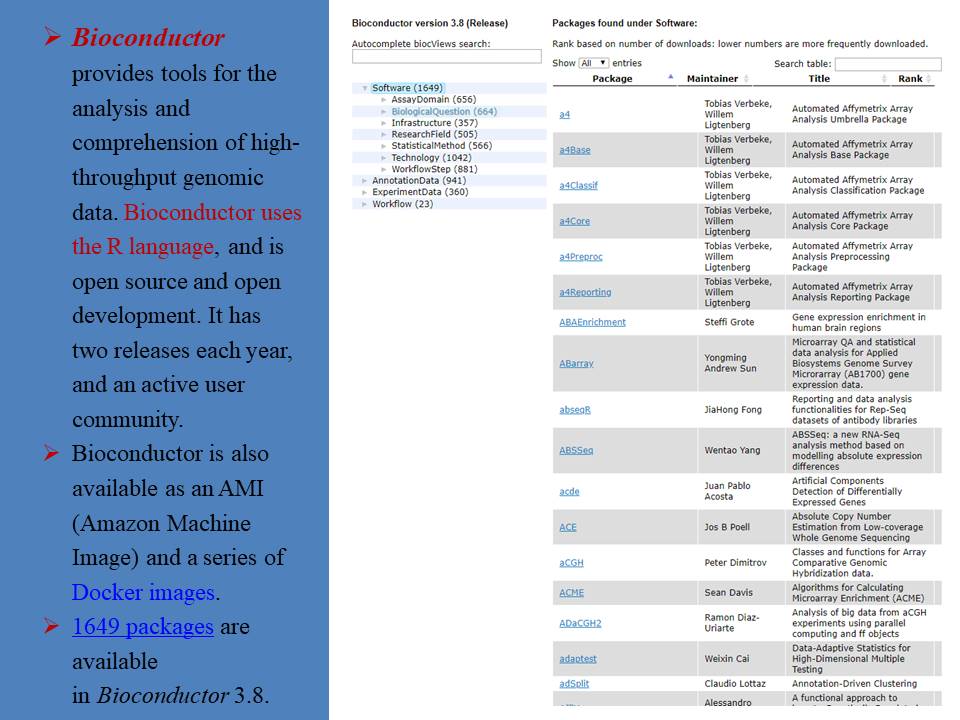 Bioconductor
provides tools for the
analysis and
comprehension of high-
throughput genomic
data. Bioconductor uses
the R language, and is
open source and open
development. It has
two releases each year,
and an active user
community.
Bioconductor is also
available as an AMI
(Amazon Machine
Image) and a series of
Docker images.
1649 packages are
available
in Bioconductor 3.8.
Bioconductor version 3.8 (Release)
Autocomplete biocViews search:
Software (1649)
AssayDomain (656)
BiologicalQuestion (664)
Infrastructure (357)
ResearchField (505)
StatisticalMethod (566)
Technology (1042)
WorkflowStep (881)
AnnotationData (941)
ExperimentData (360)
Workflow (23)
Packages found under Software:
Rank based on number of downloads: lower numbers are more frequently downloaded.
Show All entries Search table:
Package Maintainer Title Rank
a4
Tobias Verbeke,
Willem
Ligtenberg
Automated Affymetrix Array
Analysis Umbrella Package
a4Base
Tobias Verbeke,
Willem
Ligtenberg
Automated Affymetrix Array
Analysis Base Package
a4Classif
Tobias Verbeke,
Willem
Ligtenberg
Automated Affymetrix Array
Analysis Classification Package
a4Core
Tobias Verbeke,
Willem
Ligtenberg
Automated Affymetrix Array
Analysis Core Package
a4Preproc
Tobias Verbeke,
Willem
Ligtenberg
Automated Affymetrix Array
Analysis Preprocessing
Package
a4Reporting
Tobias Verbeke,
Willem
Ligtenberg
Automated Affymetrix Array
Analysis Reporting Package
ABAEnrichment
Steffi Grote
Gene expression enrichment in
human brain regions
ABarray
Yongming
Andrew Sun
Microarray QA and statistical
data analysis for Applied
Biosystems Genome Survey
Microrarray (AB1700) gene
expression data.
abseqR
JiaHong Fong
Reporting and data analysis
functionalities for Rep-Seq
datasets of antibody libraries
ABSSeq
Wentao Yang
ABSSeq: a new RNA-Seq
analysis method based on
modelling absolute expression
differences
acde
Juan Pablo
Acosta
Artificial Components
Detection of Differentially
Expressed Genes
ACE
Jos B Poell
Absolute Copy Number
Estimation from Low-coverage
Whole Genome Sequencing
aCGH
Peter Dimitrov
Classes and functions for Array
Comparative Genomic
Hybridization data.
ACME
Sean Davis
Algorithms for Calculating
Microarray Enrichment (ACME)
ADaCGH2
Ramon Diaz-
Uriarte
Analysis of big data from aCGH
experiments using parallel
computing and ff objects
adaptest
Weixin Cai
Data-Adaptive Statistics for
High-Dimensional Multiple
Testing
adSplit
Claudio Lottaz
Annotation-Driven Clustering
Alessandro
A functional approach to